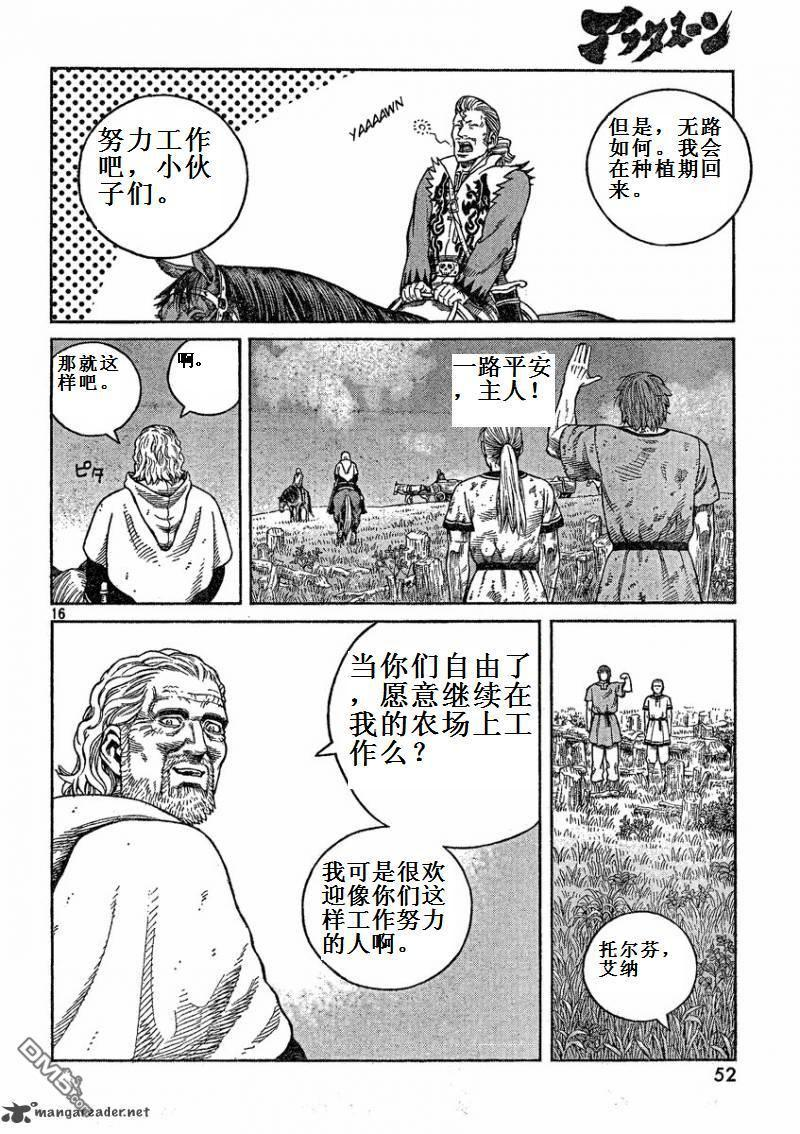 アフタヌーン
但是，无路
如何。我会
在种植期回
来。
YAAAAWN
努力工作
吧，小伙
子们。
一路平安
，主人！
啊。
那就这
样吧。
ピタ
16
托尔芬，
艾纳
当你们自由了
，愿意继续在
我的农场上工
作么？
我可是很欢
迎像你们这
样工作努力
的人啊。
52
mangareader.net